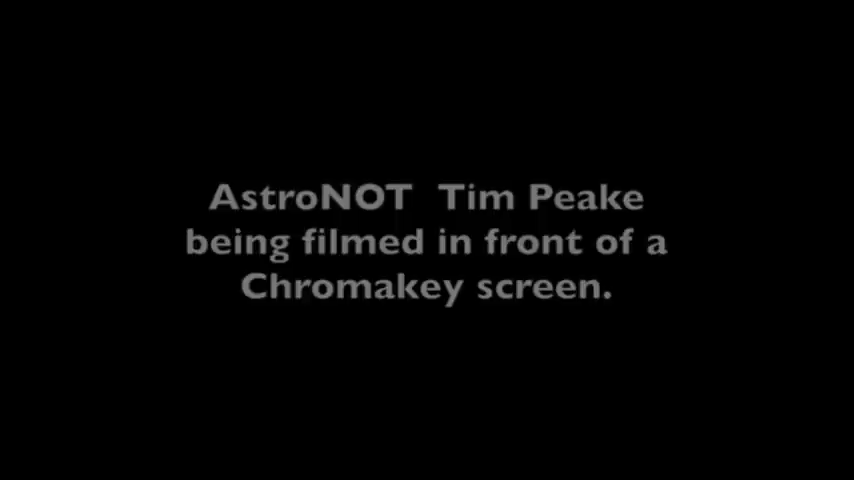 AstroNOT Tim Peake
being filmed in front of a
Chromakey screen.